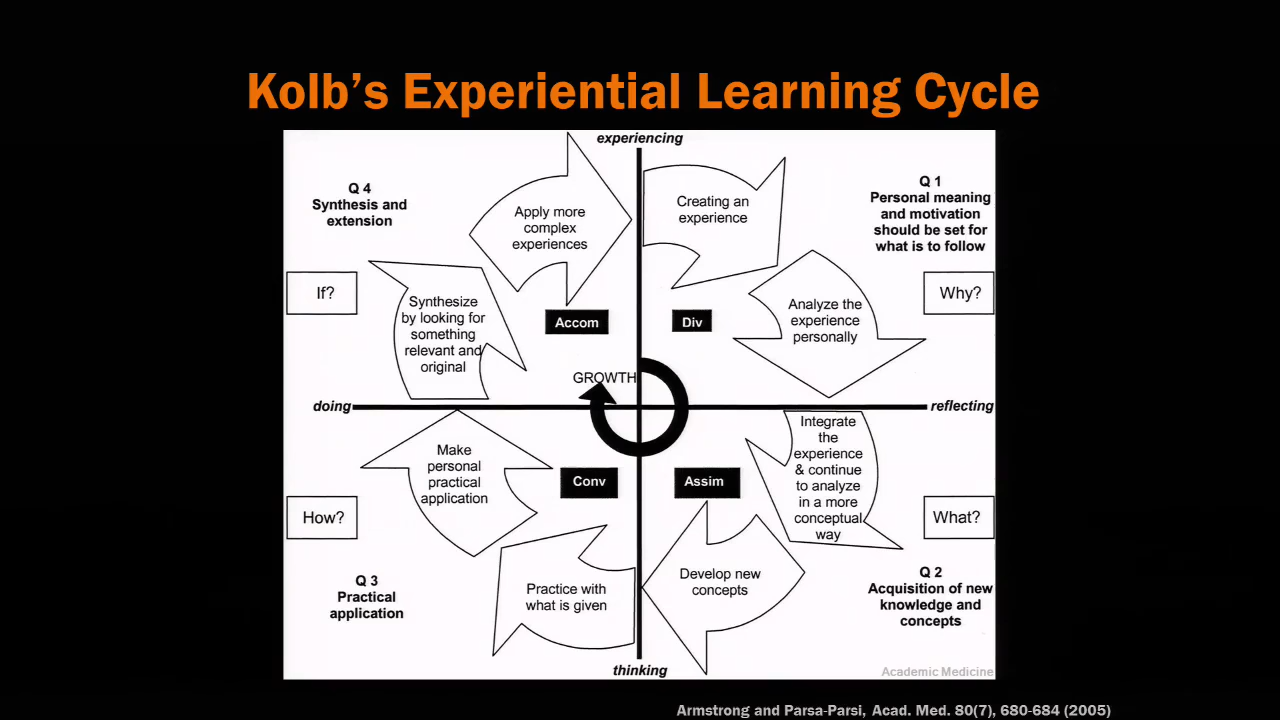 Kolb's Experiential Learning Cycle
experiencing
Q 4
Synthesis and
extension
Apply more
complex
experiences
Creating an
experience
Q 1
Personal meaning
and motivation
should be set for
what is to follow
If?
Synthesize
by looking for
something
relevant and
original
Accom
Div
Analyze the
experience
personally
Why?
GROWTH
doing
reflecting
Make
personal
practical
application
Conv
Assim
Integrate
the
experience
& continue
to analyze
in a more
conceptual
way
How?
What?
Q 3
Practical
application
Practice with
what is given
Develop new
concepts
Q 2
Acquisition of new
knowledge and
concepts
thinking
Academic Medicine
Armstrong and Parsa-Parsi, Acad. Med. 80(7), 680-684 (2005)